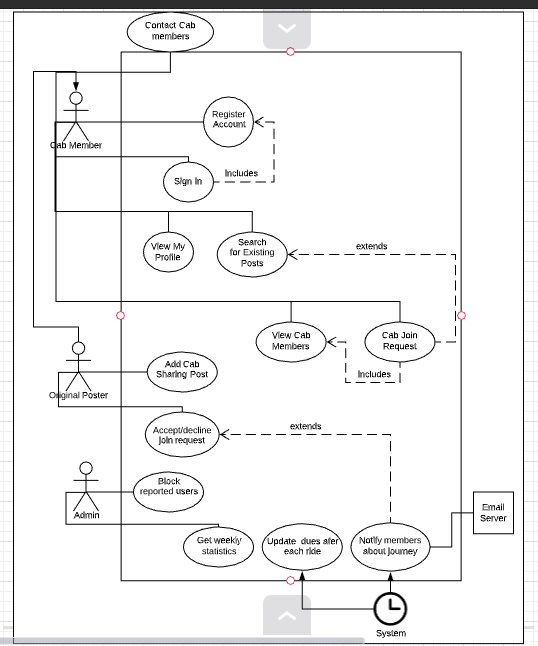 Contact Cab
members
Register
Account
Cab Member
Includes
Sign In
View My
Profile
Search
for Existing
Posts
extends
View Cab
Members
Cab Join
Request
Includes
Add Cab
Sharing Post
Original Poster
extends
Accept/decline
join request
Block
reported users
Admin
Email
Server
Get weekly
statistics
Update dues afer
each ride
Notify members
about journey
System